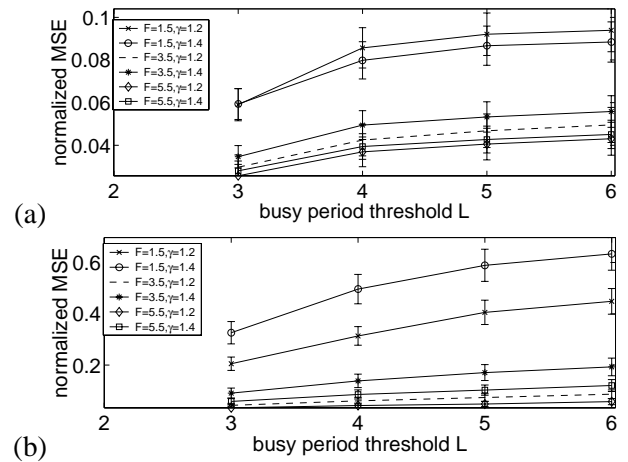 (a)
normalized MSE
0.1
0.08
0.06
0.04
F=1.5,γ=1.2
F=1.5,γ=1.4
F=3.5,γ=1.2
F=3.5,γ=1.4
F=5.5,γ=1.2
F=5.5,γ=1.4
2 3 4 5 6
busy period threshold L
(b)
normalized MSE
0.6
0.4
0.2
F=1.5,γ=1.2
F=1.5,γ=1.4
F=3.5,γ=1.2
F=3.5,γ=1.4
F=5.5,γ=1.2
F=5.5,γ=1.4
2 3 4 5 6
busy period threshold L